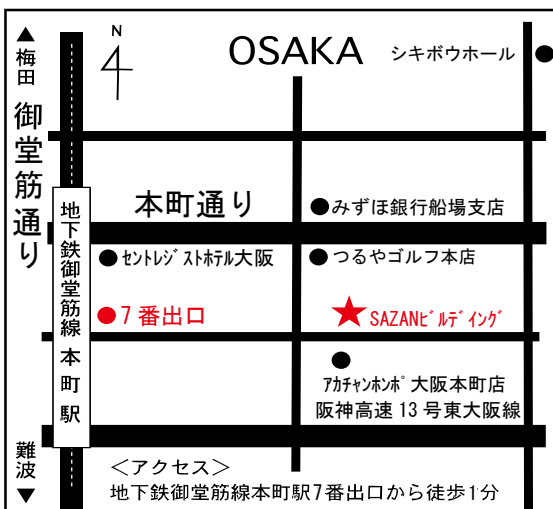 ▲梅田
御堂筋通り
難波▼
N
OSAKA
シキボウホール
本町通り
みずほ銀行船場支店
地下鉄御堂筋線 本町駅
セントレジストホテル大阪
つるやゴルフ本店
7番出口
SAZANビルディング
アカチャンホンポ大阪本町店
阪神高速13号東大阪線
<アクセス>
地下鉄御堂筋線本町駅7番出口から徒歩1分